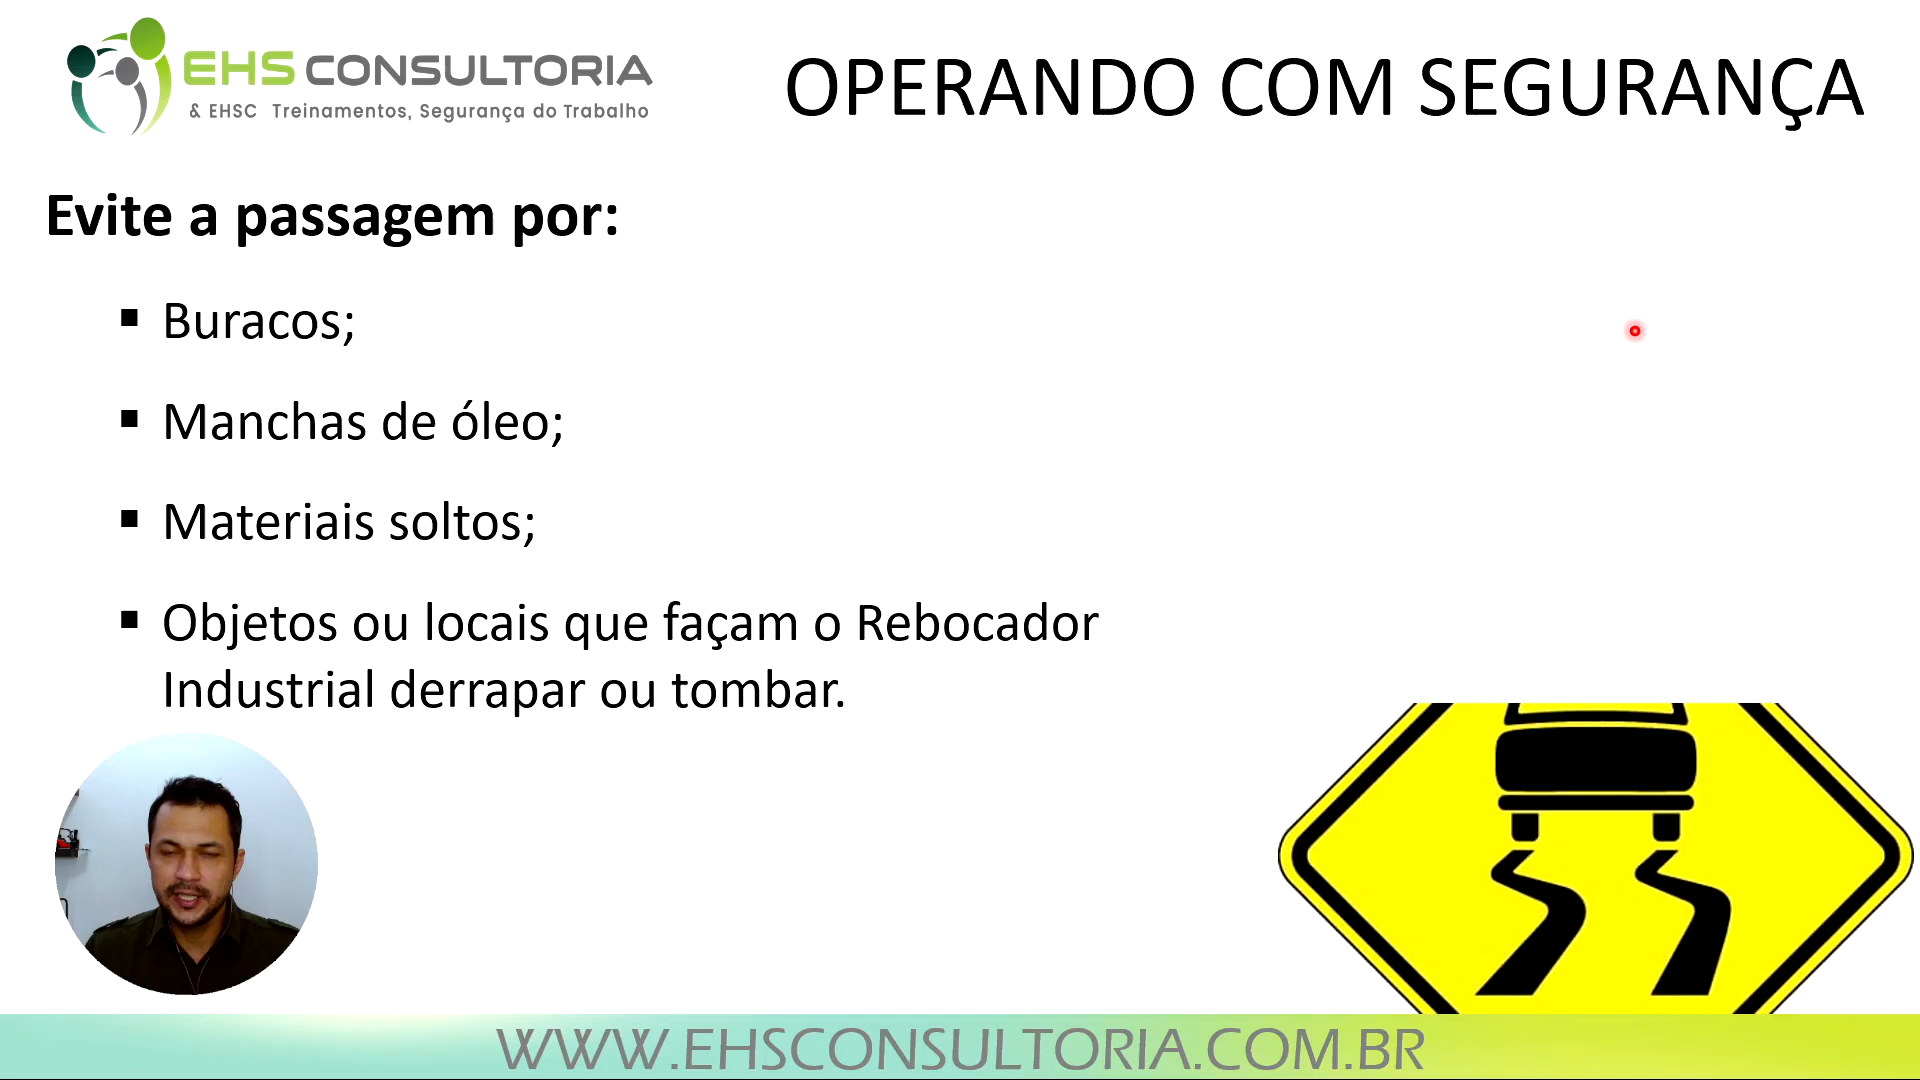 EHS CONSULTORIA
& EHSC Treinamentos, Segurança do Trabalho
OPERANDO COM SEGURANÇA
Evite a passagem por:
▪ Buracos;
▪ Manchas de óleo;
▪ Materiais soltos;
▪ Objetos ou locais que façam o Rebocador
Industrial derrapar ou tombar.
WWW.EHSCONSULTORIA.COM.BR